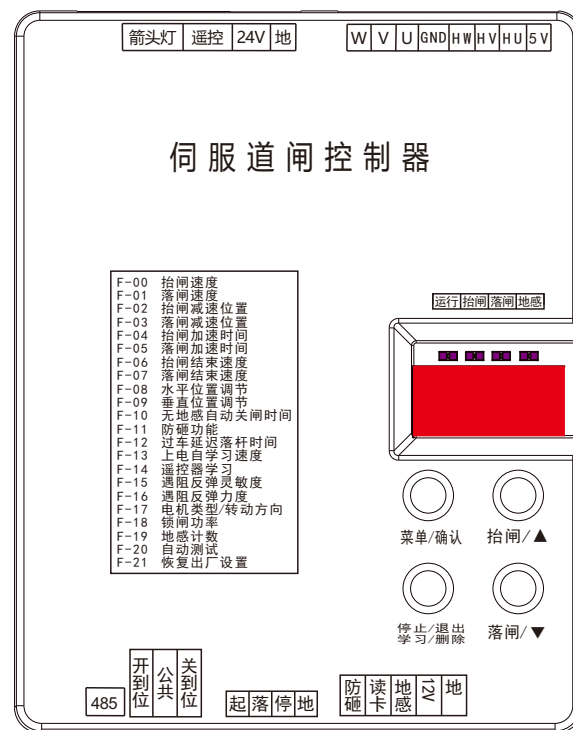 箭头灯 遥控 24V 地 W V U GND HW HV HU 5V
伺服道闸控制器
F-00 抬闸速度
F-01 落闸速度
F-02 抬闸减速位置
F-03 落闸减速位置
F-04 抬闸加速时间
F-05 落闸加速时间
F-06 抬闸结束速度
F-07 落闸结束速度
F-08 水平位置调节
F-09 垂直位置调节
F-10 无地感自动关闸时间
F-11 防砸功能
F-12 过车延迟落杆时间
F-13 上电自学习速度
F-14 遥控器学习
F-15 遇阻反弹灵敏度
F-16 遇阻反弹力度
F-17 电机类型/转动方向
F-18 锁闸功率
F-19 地感计数
F-20 自动测试
F-21 恢复出厂设置
运行 抬闸 落闸 地感
菜单/确认 抬闸/▲
停止/退出
学习/删除
落闸/▼
485 开到位 公共 关到位 起 落 停 地 防砸 读卡 地感 12V 地